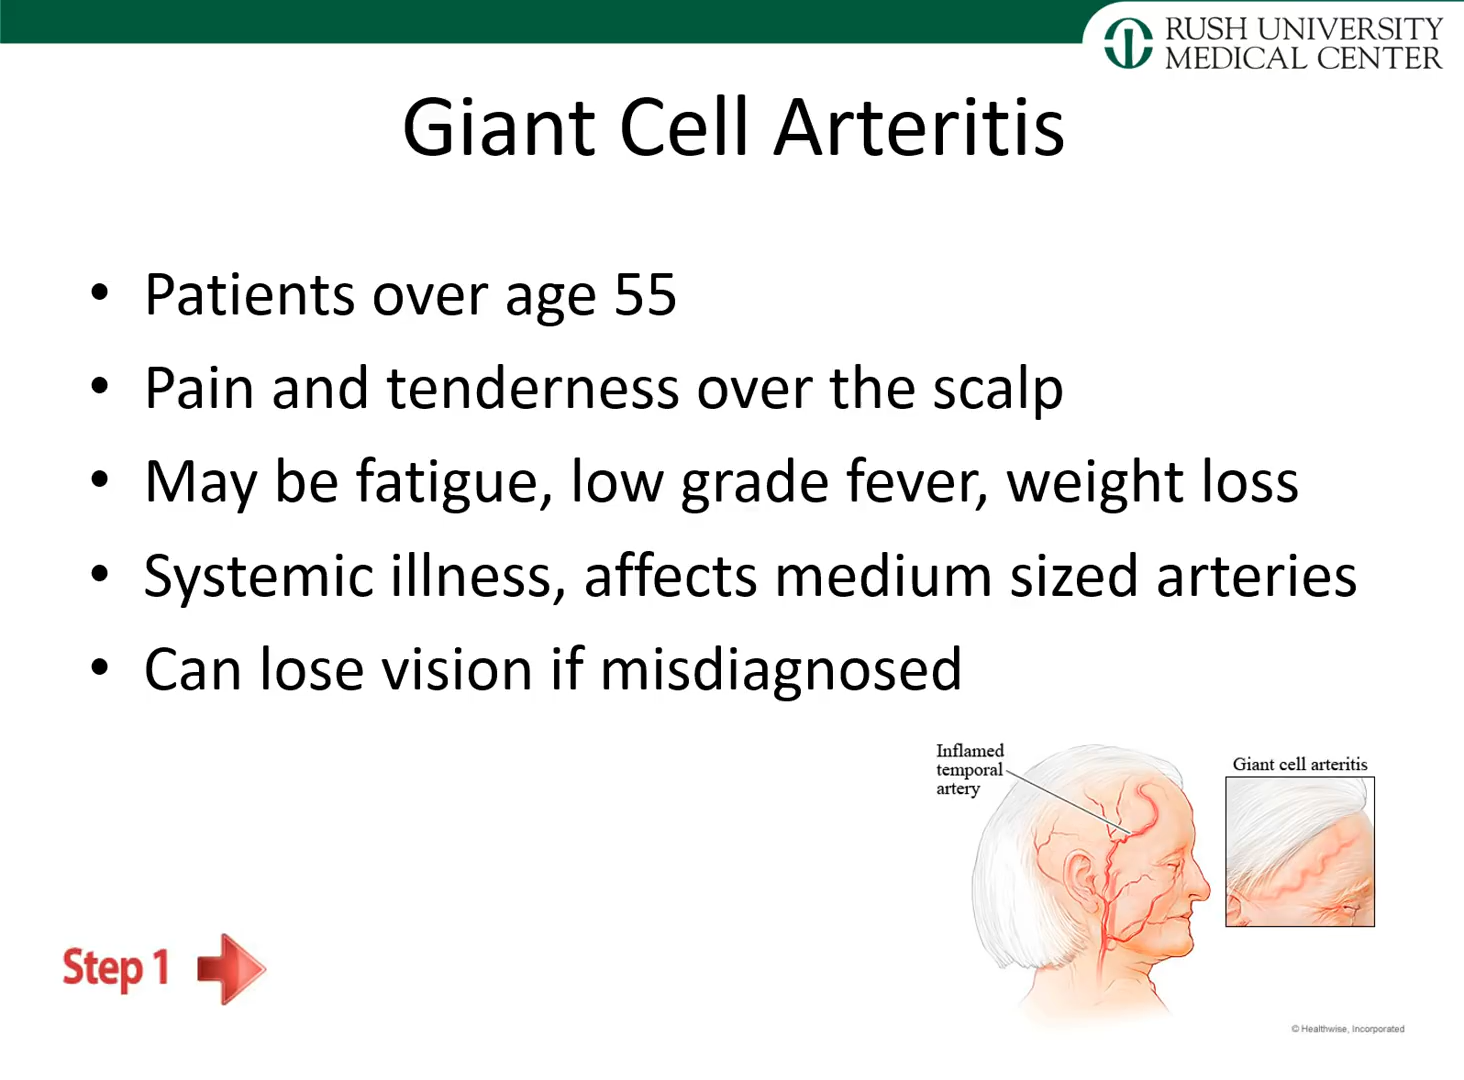 RUSH UNIVERSITY
MEDICAL CENTER
Giant Cell Arteritis
• Patients over age 55
• Pain and tenderness over the scalp
• May be fatigue, low grade fever, weight loss
• Systemic illness, affects medium sized arteries
• Can lose vision if misdiagnosed
Inflamed
temporal
artery
Giant cell arteritis
Step 1
© Healthwise, Incorporated